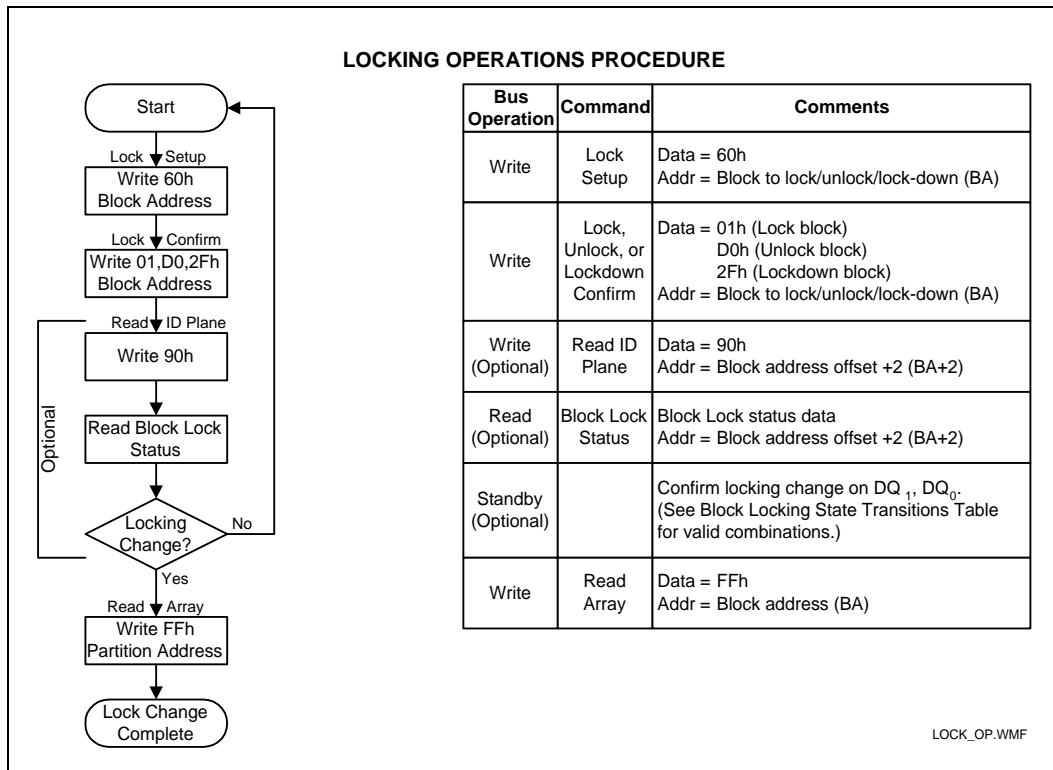 LOCKING OPERATIONS PROCEDURE
Start
Lock Setup
Write 60h
Block Address
Lock Confirm
Write 01,D0,2Fh
Block Address
Read ID Plane
Write 90h
Optional
Read Block Lock
Status
Locking
Change?
No
Yes
Read Array
Write FFh
Partition Address
Lock Change
Complete
Bus
Operation
Command
Comments
Write
Lock
Setup
Data = 60h
Addr = Block to lock/unlock/lock-down (BA)
Write
Lock,
Unlock, or
Lockdown
Confirm
Data = 01h (Lock block)
D0h (Unlock block)
2Fh (Lockdown block)
Addr = Block to lock/unlock/lock-down (BA)
Write
(Optional)
Read ID
Plane
Data = 90h
Addr = Block address offset +2 (BA+2)
Read
(Optional)
Block Lock
Status
Block Lock status data
Addr = Block address offset +2 (BA+2)
Standby
(Optional)
Confirm locking change on DQ 1, DQ0.
(See Block Locking State Transitions Table
for valid combinations.)
Write
Read
Array
Data = FFh
Addr = Block address (BA)
LOCK_OP.WMF